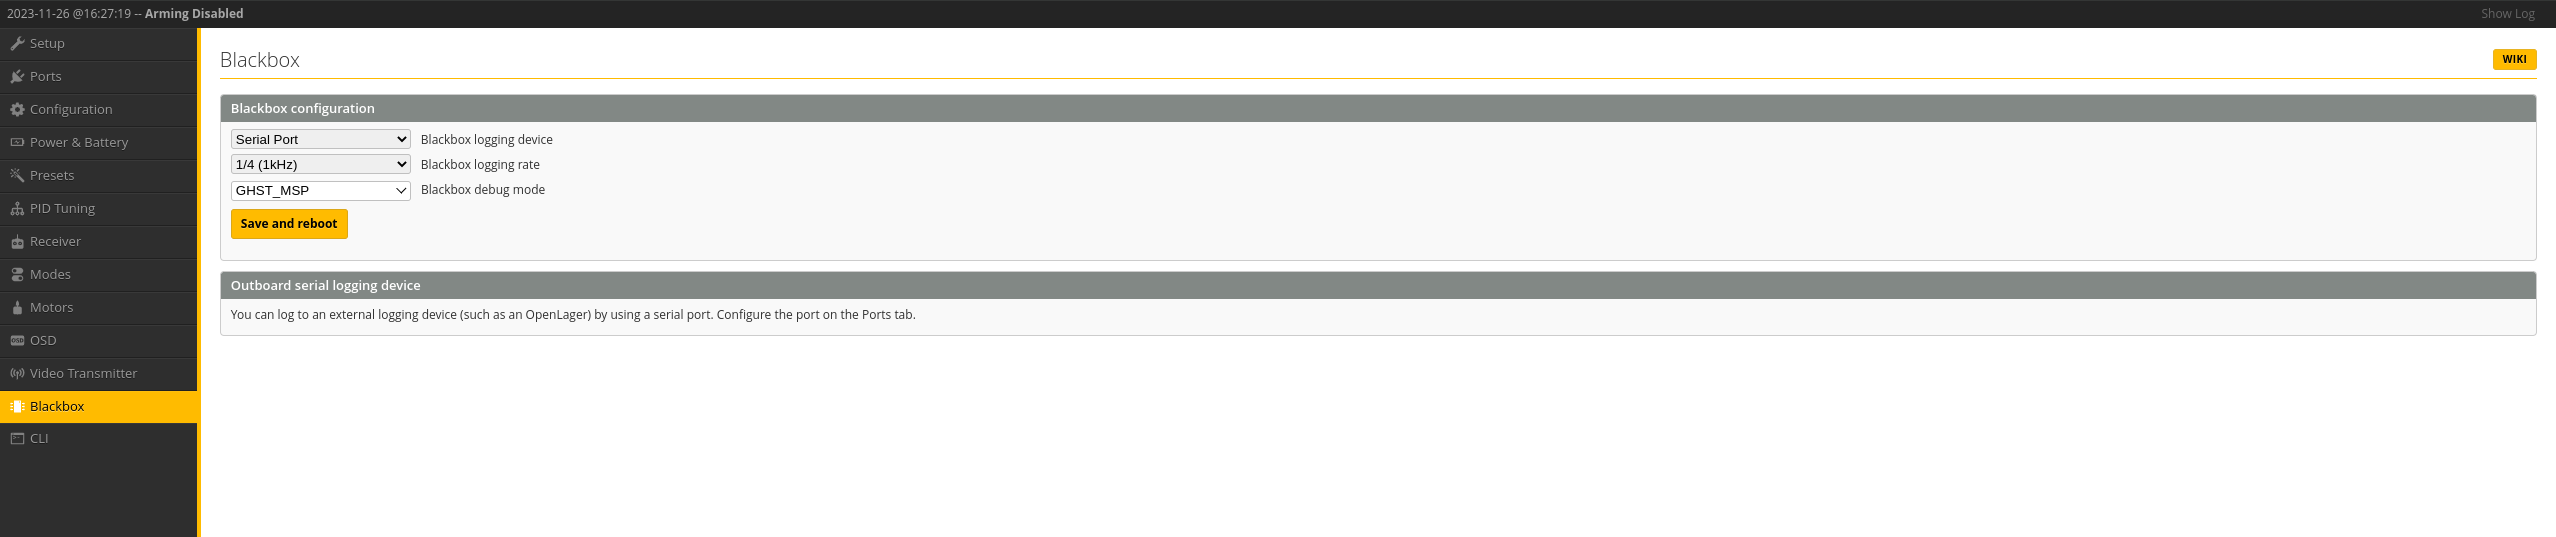 2023-11-26 @16:27:19 -- Arming Disabled
Show Log
Setup
Ports
Configuration
Power & Battery
Presets
PID Tuning
Receiver
Modes
Motors
OSD
Video Transmitter
Blackbox
CLI
Blackbox
WIKI
Blackbox configuration
Serial Port Blackbox logging device
1/4 (1kHz) Blackbox logging rate
GHST_MSP Blackbox debug mode
Save and reboot
Outboard serial logging device
You can log to an external logging device (such as an OpenLager) by using a serial port. Configure the port on the Ports tab.